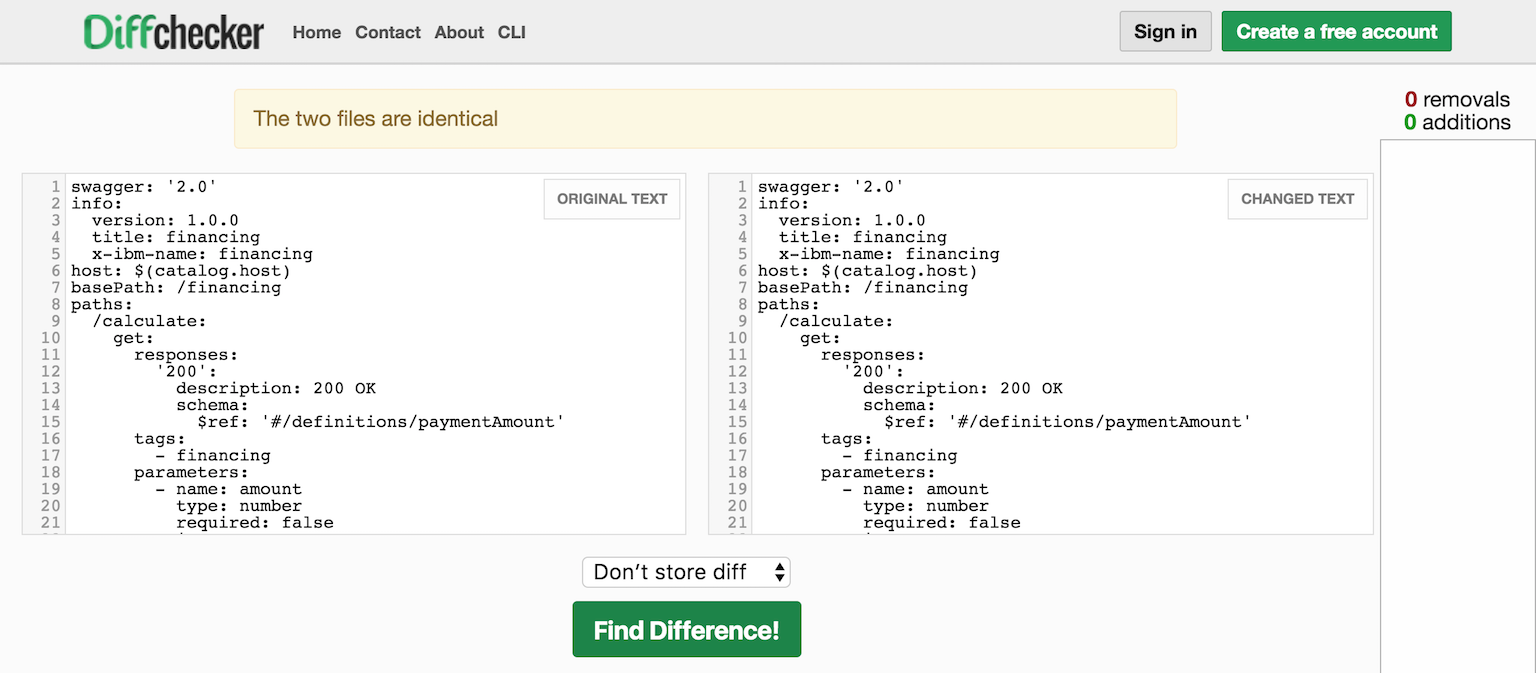 Diffchecker Home Contact About CLI Sign in Create a free account
The two files are identical
0 removals
0 additions
ORIGINAL TEXT
1 swagger: '2.0'
2 info:
3   version: 1.0.0
4   title: financing
5   x-ibm-name: financing
6 host: $(catalog.host)
7 basePath: /financing
8 paths:
9   /calculate:
10     get:
11       responses:
12         '200':
13           description: 200 OK
14           schema:
15             $ref: '#/definitions/paymentAmount'
16       tags:
17         - financing
18       parameters:
19         - name: amount
20           type: number
21           required: false
CHANGED TEXT
1 swagger: '2.0'
2 info:
3   version: 1.0.0
4   title: financing
5   x-ibm-name: financing
6 host: $(catalog.host)
7 basePath: /financing
8 paths:
9   /calculate:
10     get:
11       responses:
12         '200':
13           description: 200 OK
14           schema:
15             $ref: '#/definitions/paymentAmount'
16       tags:
17         - financing
18       parameters:
19         - name: amount
20           type: number
21           required: false
Don't store diff
Find Difference!